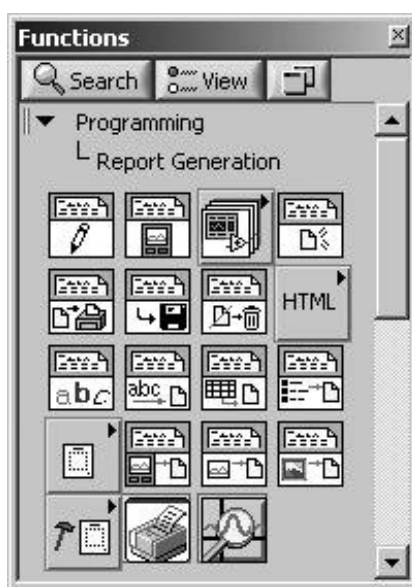 Functions
Search View
Programming
Report Generation
HTML
abc
abc